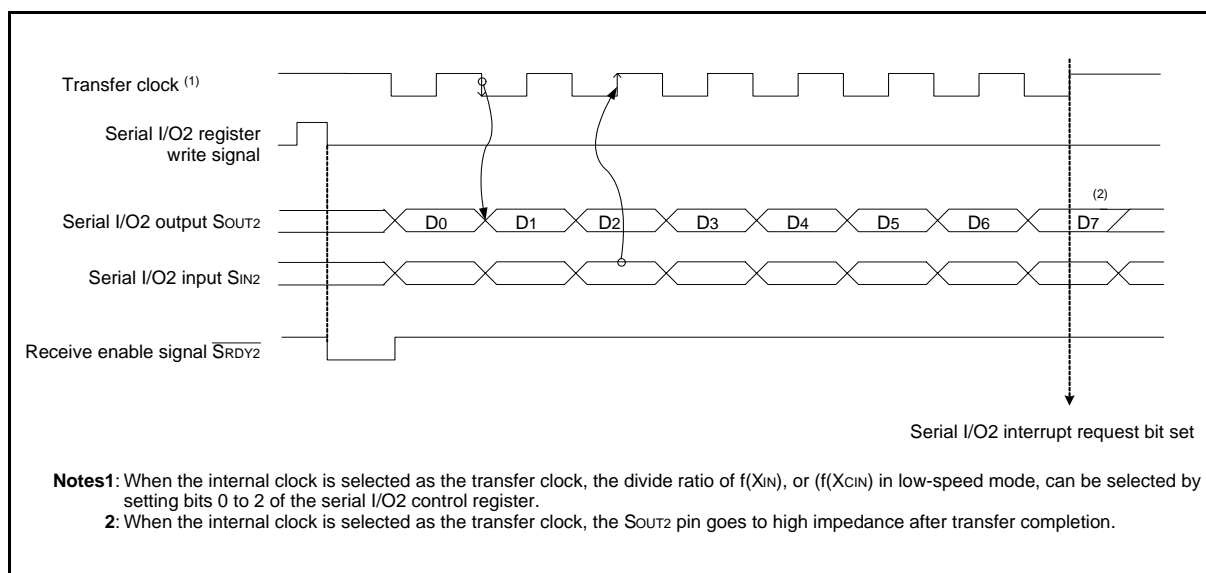 Transfer clock (1)
Serial I/O2 register
write signal
Serial I/O2 output SOUT2
D0 D1 D2 D3 D4 D5 D6 D7
(2)
Serial I/O2 input SIN2
Receive enable signal SRDY2
Serial I/O2 interrupt request bit set
Notes1: When the internal clock is selected as the transfer clock, the divide ratio of f(XIN), or (f(XCIN) in low-speed mode, can be selected by
setting bits 0 to 2 of the serial I/O2 control register.
2: When the internal clock is selected as the transfer clock, the SOUT2 pin goes to high impedance after transfer completion.